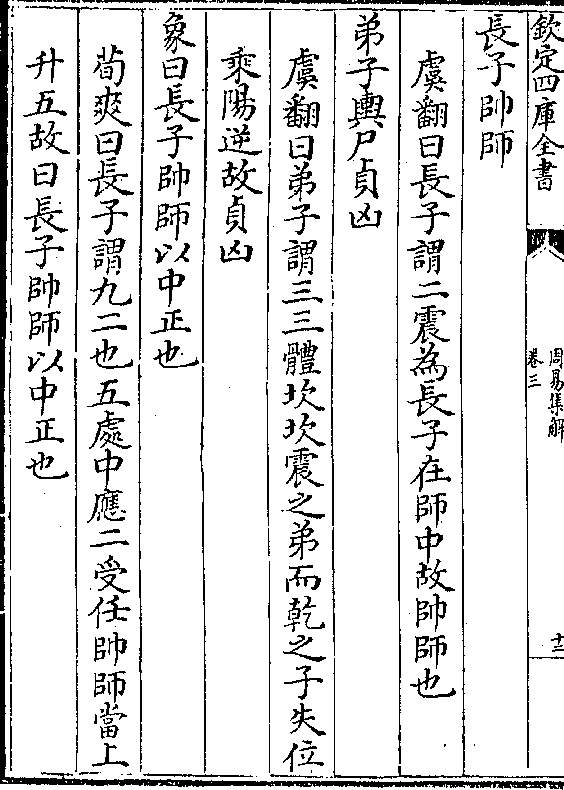 欽定四庫全書
周易集解
卷三
十二
長子帥師
虞翻曰長子謂二震為長子在師中故帥師也
弟子輿尸貞凶
虞翻曰弟子謂三三體坎坎震之弟而乾之子失位
乘陽逆故貞凶
象曰長子帥師以中正也
荀爽曰長子謂九二也五處中應二受任帥師當上
升五故曰長子帥師以中正也